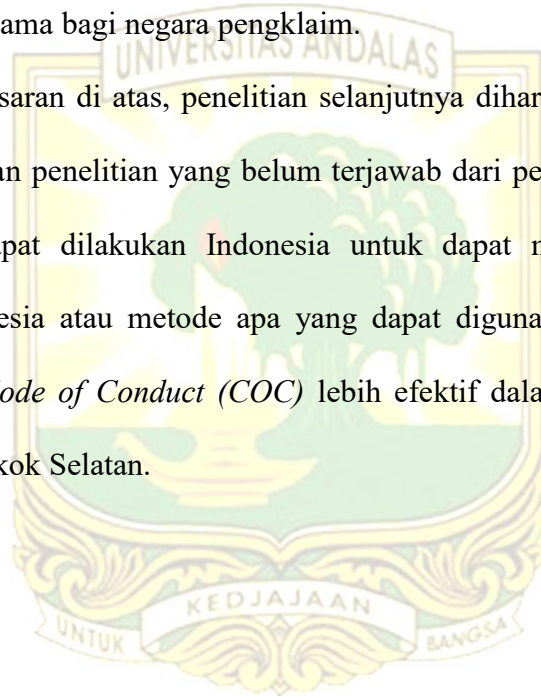 ama bagi negara pengklaim.
UNIVERSITAS ANDALAS
saran di atas, penelitian selanjutnya dihar
an penelitian yang belum terjawab dari pe
apat dilakukan Indonesia untuk dapat m
esia atau metode apa yang dapat diguna
ode of Conduct (COC) lebih efektif dala
kok Selatan.
KEDJAJAAN
UNTUK BANGSA